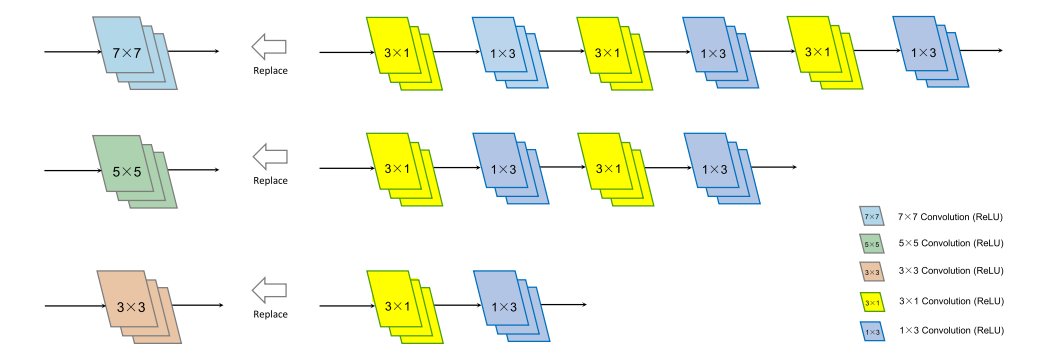 7×7
Replace
3×1
1×3
3×1
1×3
3×1
1×3
5×5
Replace
3×1
1×3
3×1
1×3
3×3
Replace
3×1
1×3
7×7 7×7 Convolution (ReLU)
5×5 5×5 Convolution (ReLU)
3×3 3×3 Convolution (ReLU)
3×1 3×1 Convolution (ReLU)
1×3 1×3 Convolution (ReLU)